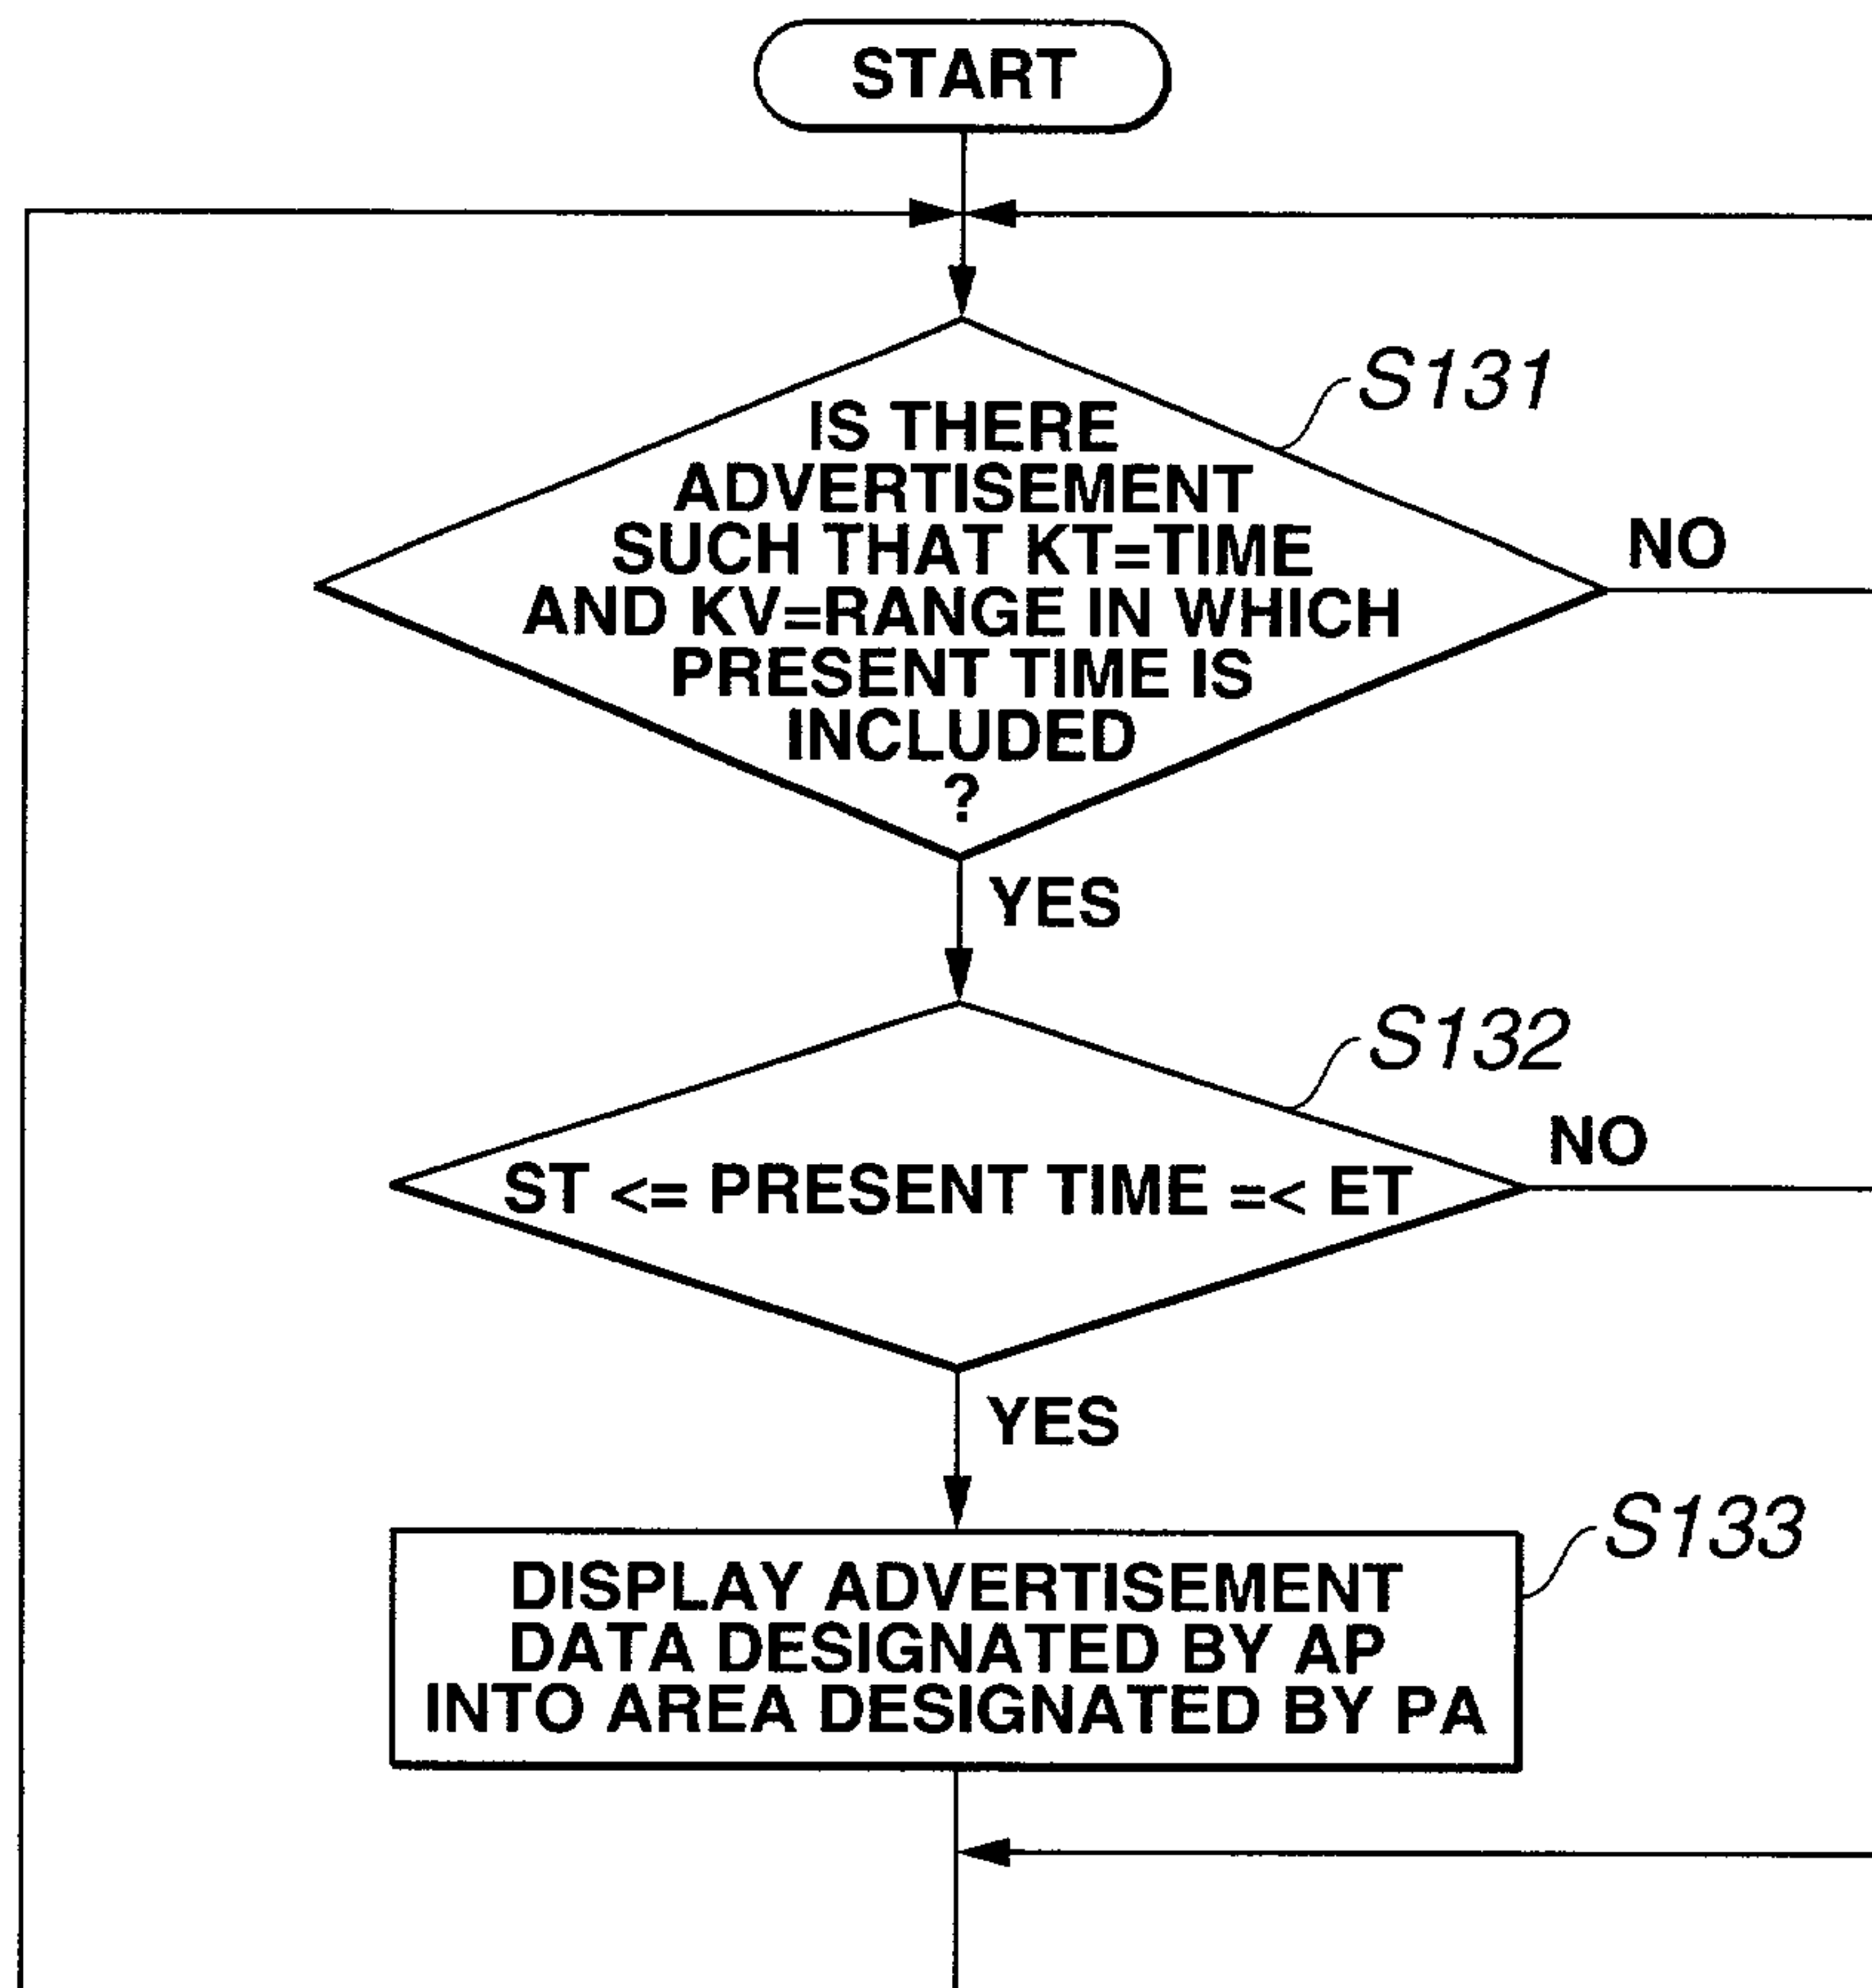 START
S131
IS THERE
ADVERTISEMENT
SUCH THAT KT=TIME
AND KV=RANGE IN WHICH
PRESENT TIME IS
INCLUDED
?
NO
YES
S132
ST <= PRESENT TIME =< ET
NO
YES
S133
DISPLAY ADVERTISEMENT
DATA DESIGNATED BY AP
INTO AREA DESIGNATED BY PA